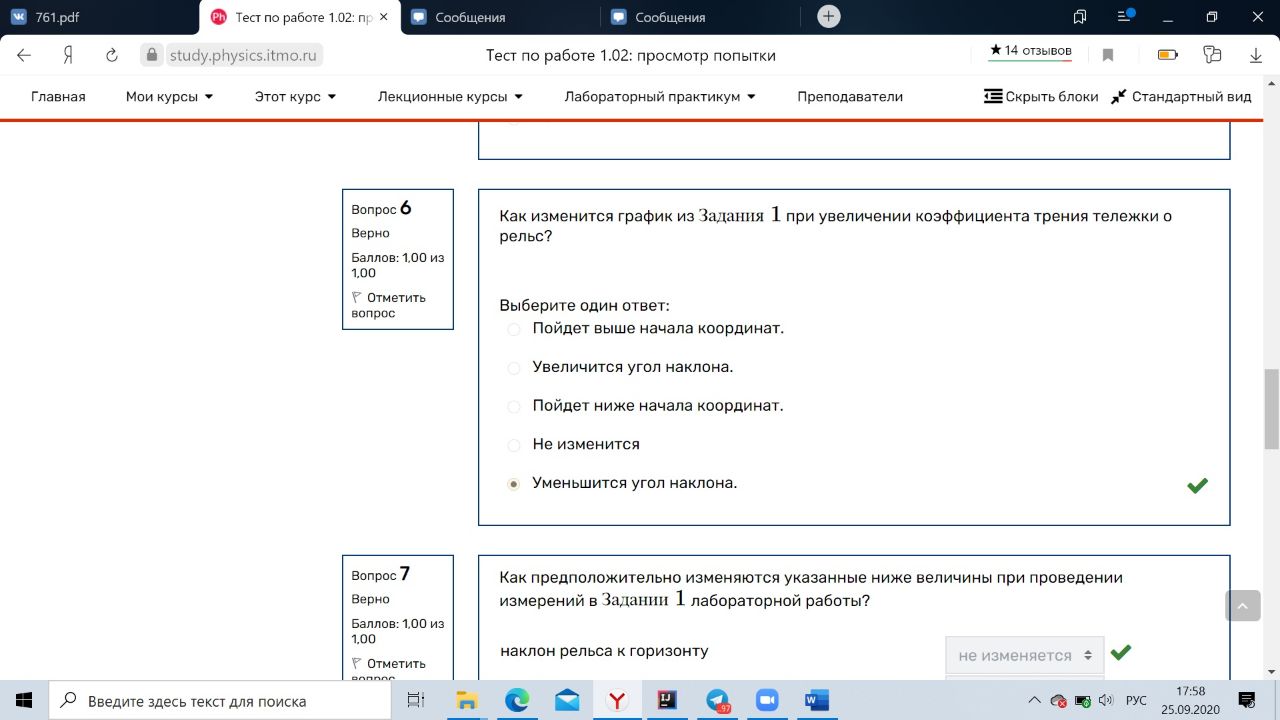 761.pdf
Ph Тест по работе 1.02: пр
Сообщения
Сообщения
study.physics.itmo.ru
Тест по работе 1.02: просмотр попытки
★14 отзывов
Главная
Мои курсы
Этот курс
Лекционные курсы
Лабораторный практикум
Преподаватели
Скрыть блоки
Стандартный вид
Вопрос 6
Верно
Баллов: 1,00 из
1,00
Отметить
вопрос
Как изменится график из Задания 1 при увеличении коэффициента трения тележки о
рельс?
Выберите один ответ:
Пойдет выше начала координат.
Увеличится угол наклона.
Пойдет ниже начала координат.
Не изменится
Уменьшится угол наклона.
Вопрос 7
Верно
Баллов: 1,00 из
1,00
Отметить
вопрос
Как предположительно изменяются указанные ниже величины при проведении
измерений в Задании 1 лабораторной работы?
наклон рельса к горизонту
не изменяется
Введите здесь текст для поиска
97
РУС
17:58
25.09.2020